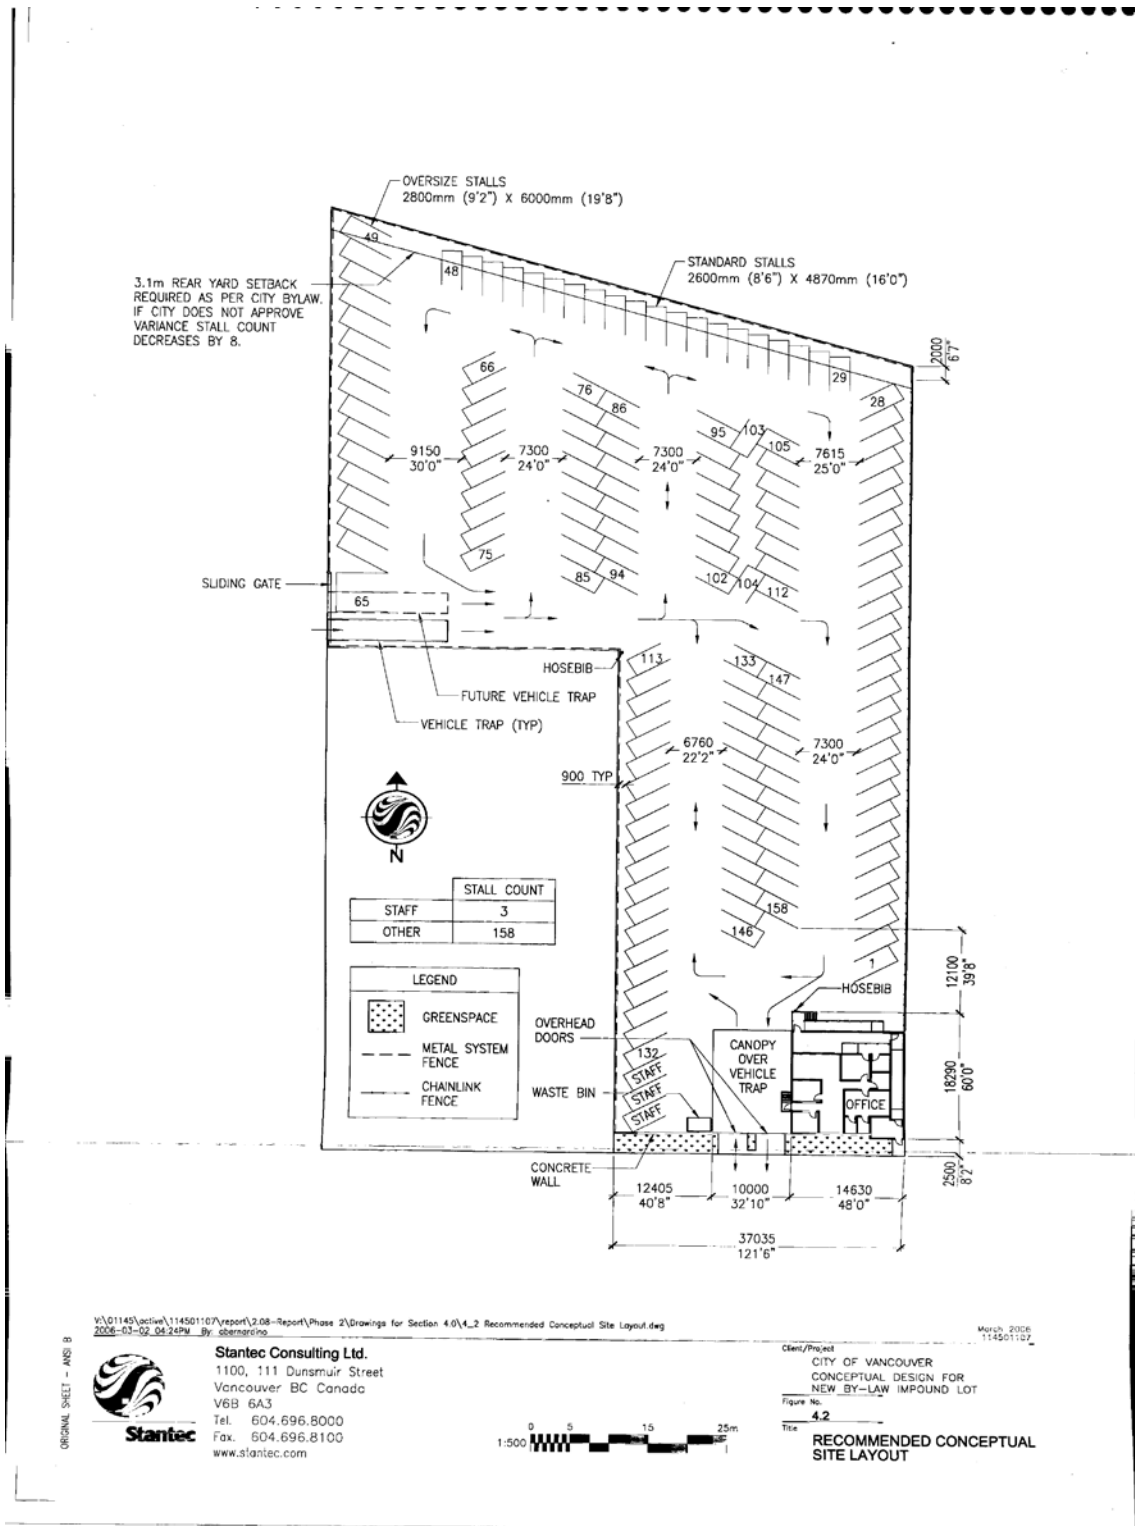 OVERSIZE STALLS
2800mm (9'2") X 6000mm (19'8")
49
48
STANDARD STALLS
2600mm (8'6") X 4870mm (16'0")
3.1m REAR YARD SETBACK
REQUIRED AS PER CITY BYLAW.
IF CITY DOES NOT APPROVE
VARIANCE STALL COUNT
DECREASES BY 8.
2000
6'7"
29
28
66
76
86
95
103
105
9150
30'0"
7300
24'0"
7300
24'0"
7615
25'0"
75
85
94
102
104
112
SLIDING GATE
65
HOSEBIB
113
133
147
FUTURE VEHICLE TRAP
VEHICLE TRAP (TYP)
6760
22'2"
7300
24'0"
900 TYP
N
STALL COUNT
STAFF 3
OTHER 158
158
146
1
12100
39'8"
LEGEND
GREENSPACE
METAL SYSTEM
FENCE
CHAINLINK
FENCE
HOSEBIB
OVERHEAD
DOORS
CANOPY
OVER
VEHICLE
TRAP
132
STAFF
STAFF
STAFF
WASTE BIN
OFFICE
18290
60'0"
CONCRETE
WALL
2500
8'2"
12405
40'8"
10000
32'10"
14630
48'0"
37035
121'6"
V:\01145\active\114501107\report\2.08-Report\Phase 2\Drawings for Section 4.0\4_2 Recommended Conceptual Site Layout.dwg
2006-03-02 04:24PM By: obernardino
March 2006
114501107
ORIGINAL SHEET - ANSI B
Stantec
Stantec Consulting Ltd.
1100, 111 Dunsmuir Street
Vancouver BC Canada
V6B 6A3
Tel. 604.696.8000
Fax. 604.696.8100
www.stantec.com
1:500
0 5 15 25m
Client/Project
CITY OF VANCOUVER
CONCEPTUAL DESIGN FOR
NEW BY-LAW IMPOUND LOT
Figure No.
4.2
Title
RECOMMENDED CONCEPTUAL
SITE LAYOUT